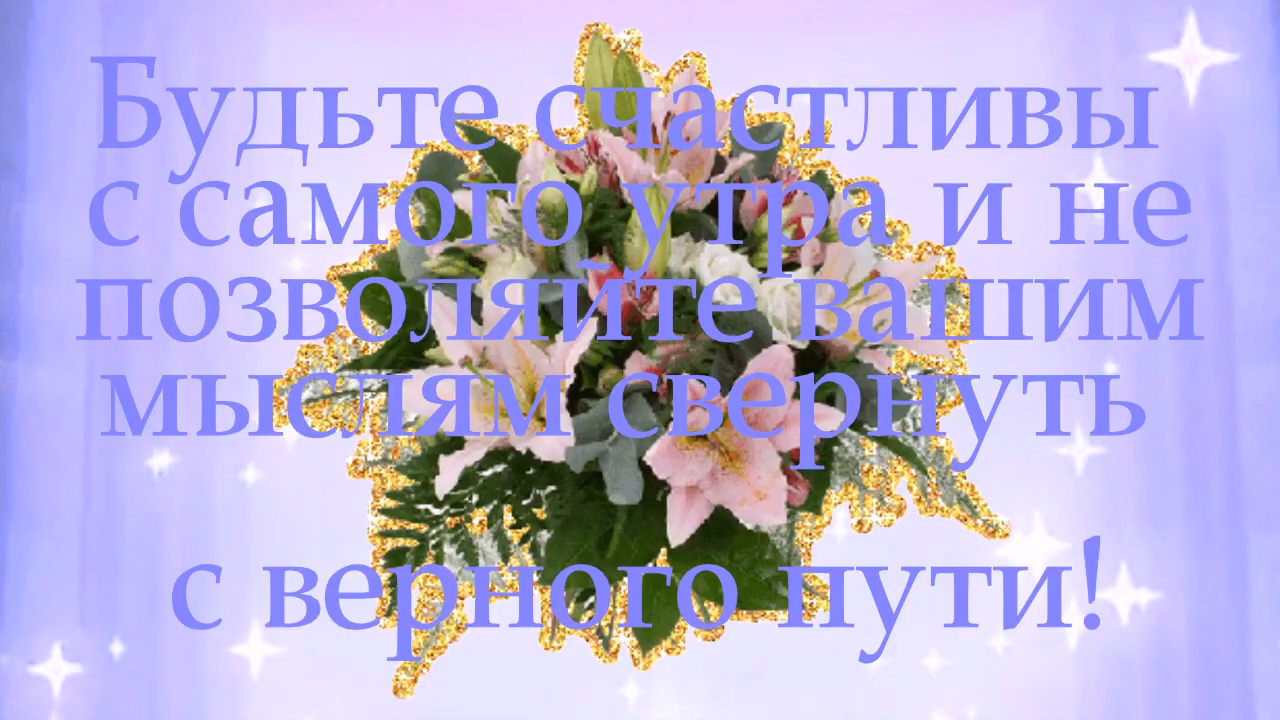 Будьте счастливы
с самого утра и не
позволяйте вашим
мыслям свернуть
с верного пути!